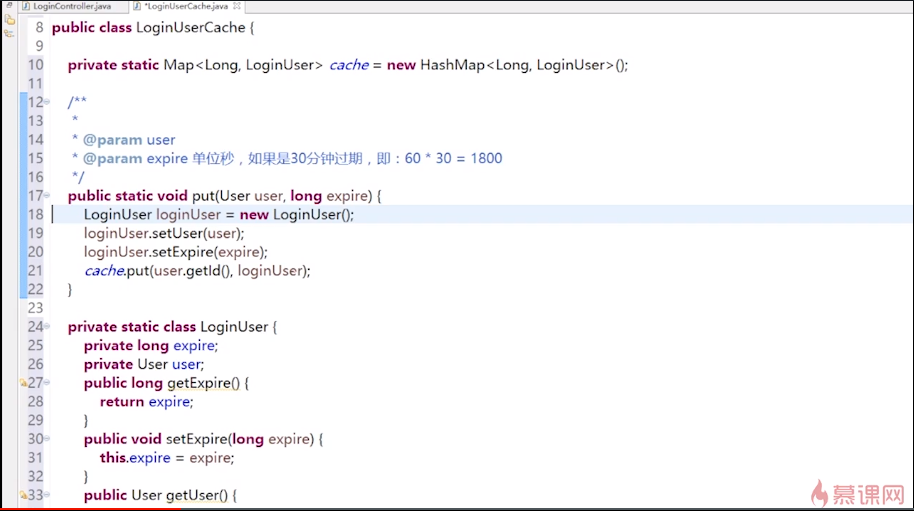 LoginController.java *LoginUserCache.java
8 public class LoginUserCache {
9
10 private static Map<Long, LoginUser> cache = new HashMap<Long, LoginUser>();
11
12 /**
13 *
14 * @param user
15 * @param expire 单位秒，如果是30分钟过期，即：60 * 30 = 1800
16 */
17 public static void put(User user, long expire) {
18 LoginUser loginUser = new LoginUser();
19 loginUser.setUser(user);
20 loginUser.setExpire(expire);
21 cache.put(user.getId(), loginUser);
22 }
23
24 private static class LoginUser {
25 private long expire;
26 private User user;
27 public long getExpire() {
28 return expire;
29 }
30 public void setExpire(long expire) {
31 this.expire = expire;
32 }
33 public User getUser() {
慕课网